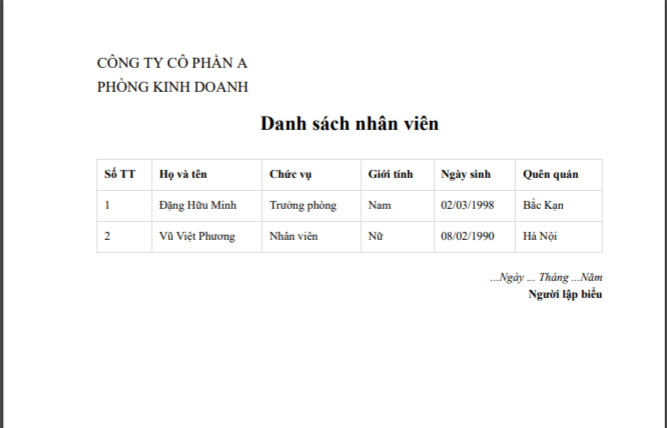 CÔNG TY CỔ PHẦN A
PHÒNG KINH DOANH
Danh sách nhân viên
Số TT Họ và tên Chức vụ Giới tính Ngày sinh Quên quán
1 Đặng Hữu Minh Trưởng phòng Nam 02/03/1998 Bắc Kạn
2 Vũ Việt Phương Nhân viên Nữ 08/02/1990 Hà Nội
...Ngày ... Tháng ...Năm
Người lập biểu